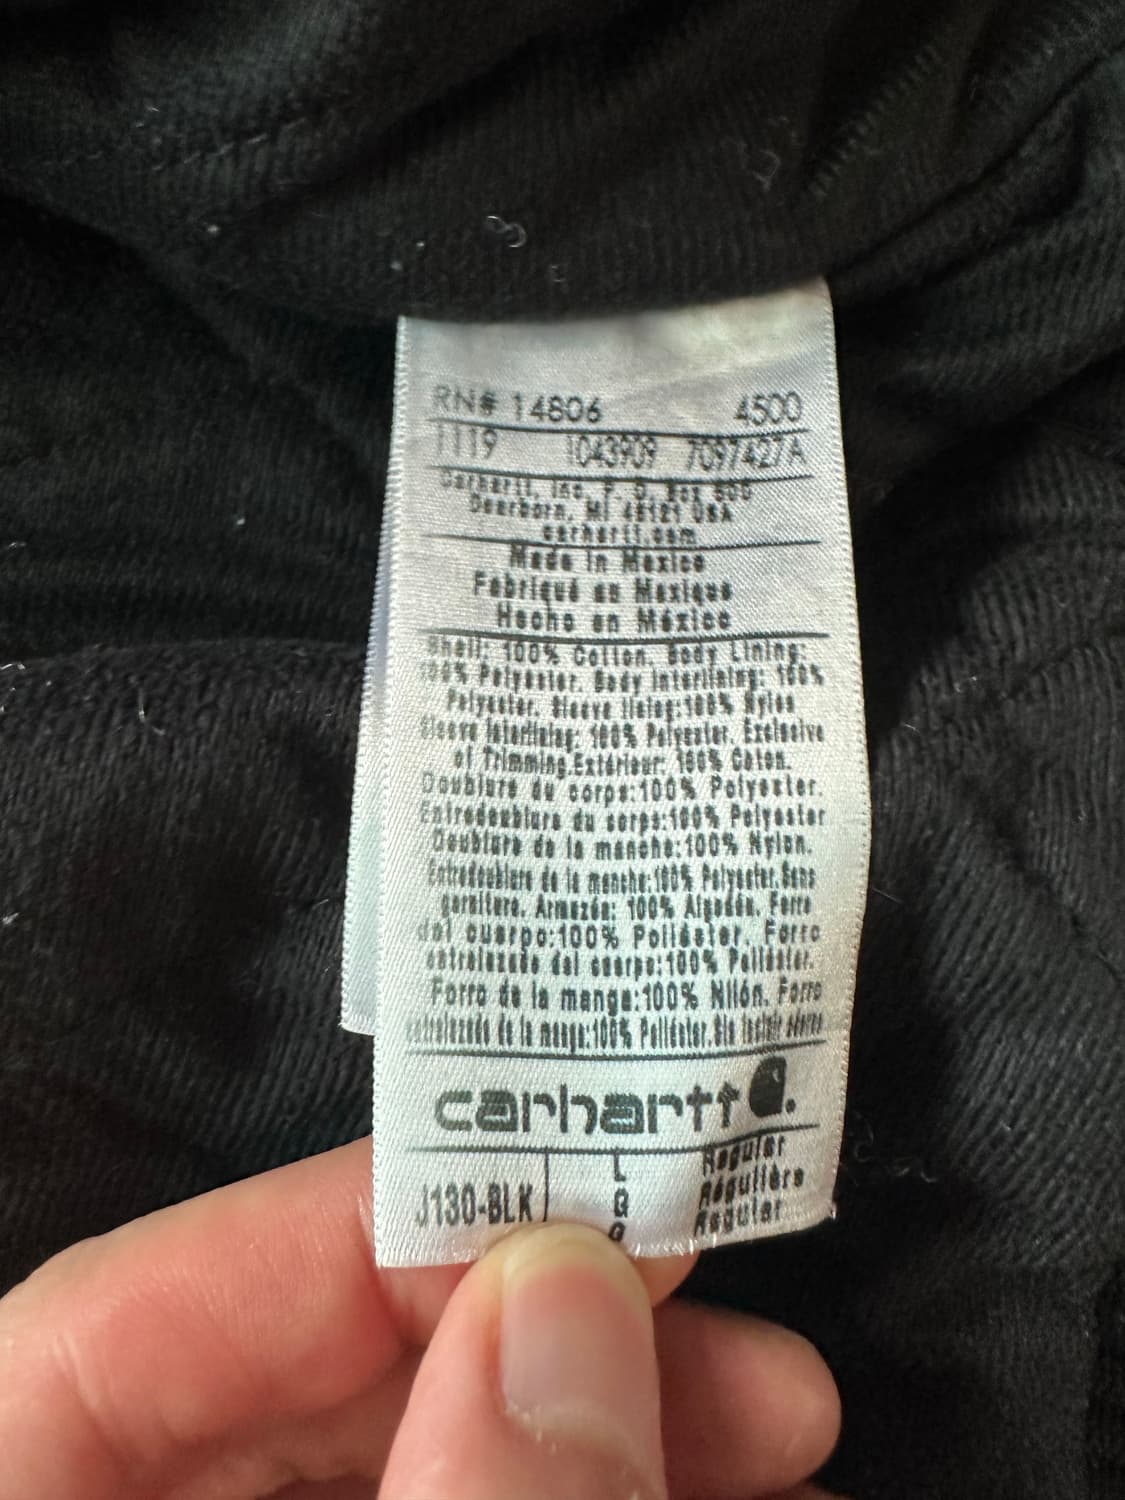 RN# 14806 4500
1119 1043909 7097427A
Carhartt, Inc. P. O. Box 600
Dearborn, MI 48121 USA
carhartt.com
Made in Mexico
Fabriqué en Mexique
Hecho en México
Shell: 100% Cotton. Body Lining:
100% Polyester. Body Interlining: 100%
Polyester. Sleeve lining:100% Nylon
Sleeve Interlining: 100% Polyester. Exclusive
of Trimming.Extérieur: 100% Coton.
Doublure du corps:100% Polyester.
Entredoublure du corps:100% Polyester
Doublure de la manche:100% Nylon.
Entredoublure de la manche:100% Polyester.Sans
garniture. Armazón: 100% Algodón. Forro
del cuerpo:100% Poliéster. Forro
entrelazado del cuerpo:100% Poliéster.
Forro de la manga:100% Nilón. Forro
entrelazado de la manga:100% Poliéster.Sin incluir
carhartt
L Regular
J130-BLK G Régulière
G Regular